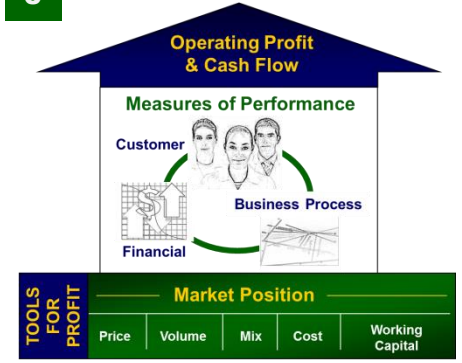 Operating Profit
& Cash Flow
Measures of Performance
Customer
Business Process
Financial
TOOLS
FOR
PROFIT
Market Position
Price
Volume
Mix
Cost
Working
Capital